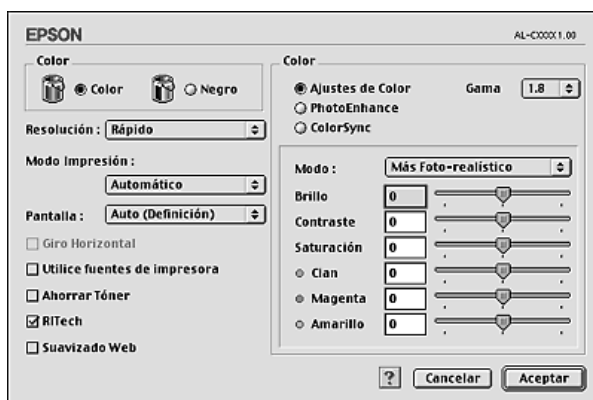 EPSON
AL-CXXXX 1.00
Color
Color
Negro
Resolución :
Rápido
Modo Impresión :
Automático
Pantalla :
Auto (Definición)
Giro Horizontal
Utilice fuentes de impresora
Ahorrar Tóner
RITech
Suavizado Web
Color
Ajustes de Color
Gama
1.8
PhotoEnhance
ColorSync
Modo :
Más Foto-realístico
Brillo
0
Contraste
0
Saturación
0
Cian
0
Magenta
0
Amarillo
0
?
Cancelar
Aceptar